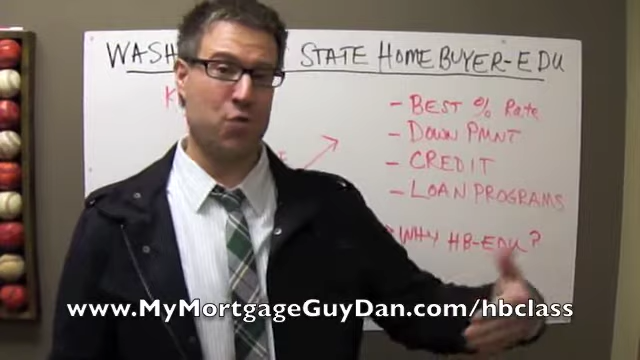 WASH STATE HOMEBUYER-EDU
K
- BEST % Rate
- DOWN PMNT
- CREDIT
E
- LOAN PROGRAMS
WHY HB-EDU?
www.MyMortgageGuyDan.com/hbclass